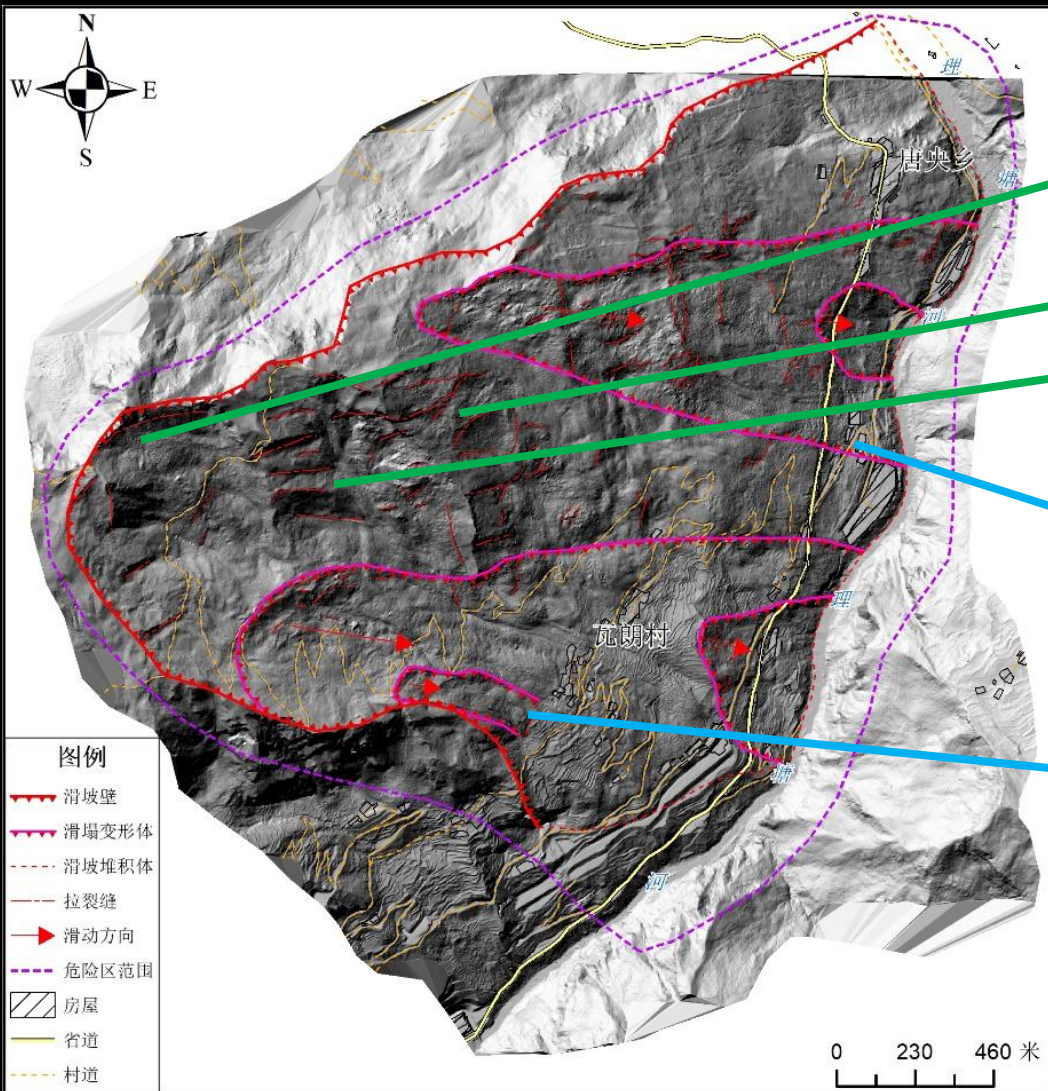 N
W E
S
理
唐央乡
塘
河
理
瓦朗村
塘
河
图例
滑坡壁
滑塌变形体
滑坡堆积体
拉裂缝
滑动方向
危险区范围
房屋
省道
村道
0 230 460 米